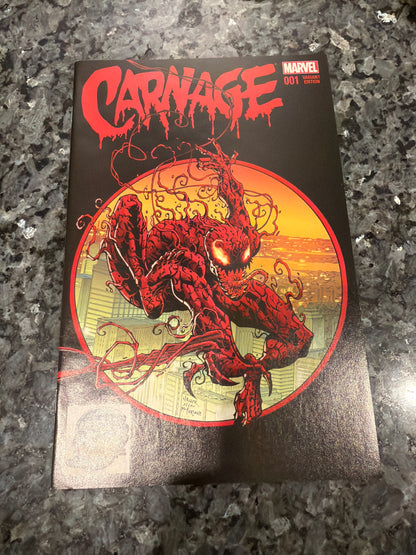 CARNAGE
MARVEL
001 VARIANT
EDITION